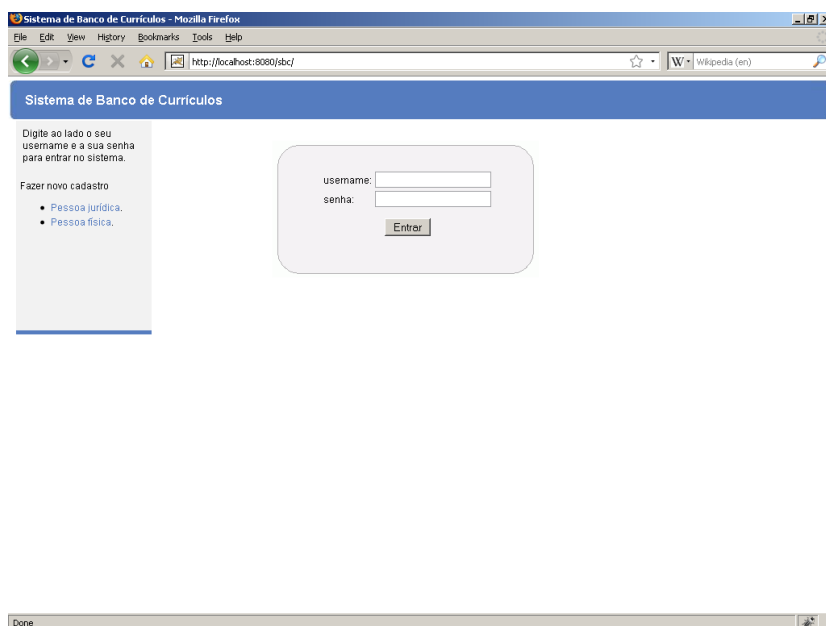 Sistema de Banco de Currículos - Mozilla Firefox
File Edit View History Bookmarks Tools Help
http://localhost:8080/sbc/
W Wikipedia (en)
Sistema de Banco de Currículos
Digite ao lado o seu
username e a sua senha
para entrar no sistema.
Fazer novo cadastro
Pessoa jurídica.
Pessoa física.
username:
senha:
Entrar
Done